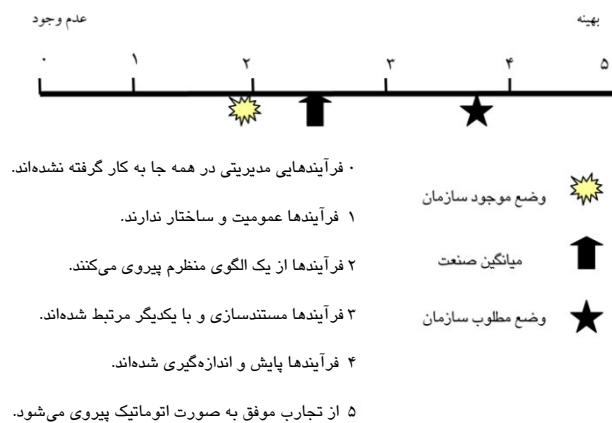 عدم وجود
بهینه
۰ ۱ ۲ ۳ ۴ ۵
۰ فرآیندهایی مدیریتی در همه جا به کار گرفته نشده‌اند.
۱ فرآیندها عمومیت و ساختار ندارند.
۲ فرآیندها از یک الگوی منظرم پیروی می‌کنند.
۳ فرآیندها مستندسازی و با یکدیگر مرتبط شده‌اند.
۴ فرآیندها پایش و اندازه‌گیری شده‌اند.
۵ از تجارب موفق به صورت اتوماتیک پیروی می‌شود.
وضع موجود سازمان
میانگین صنعت
وضع مطلوب سازمان